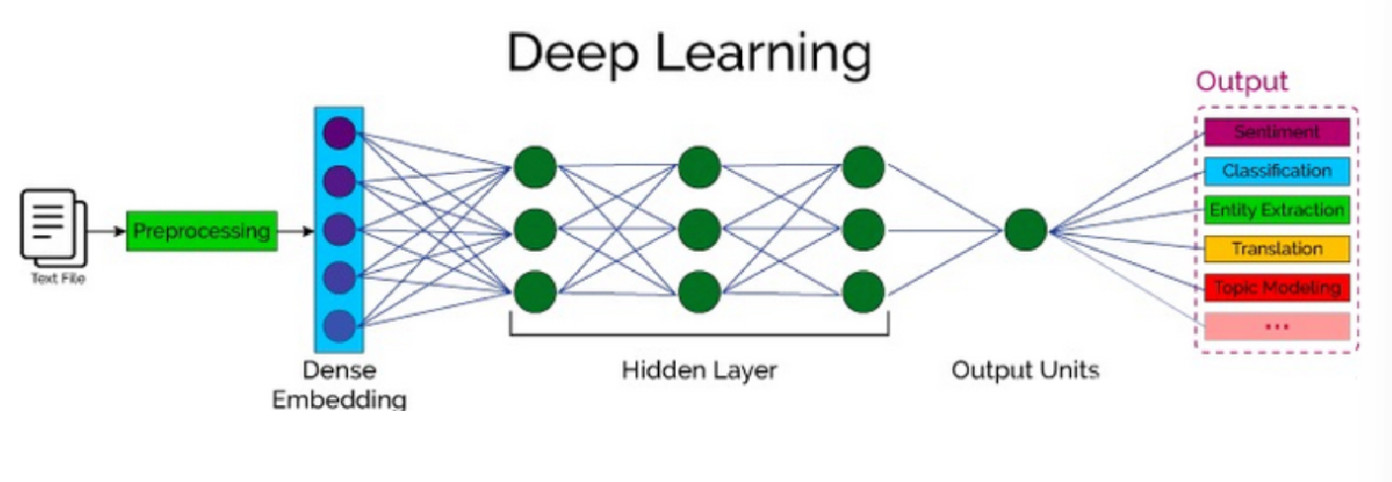 Deep Learning
Output
Sentiment
Classification
Entity Extraction
Translation
Topic Modeling
...
Preprocessing
Text File
Dense
Embedding
Hidden Layer
Output Units